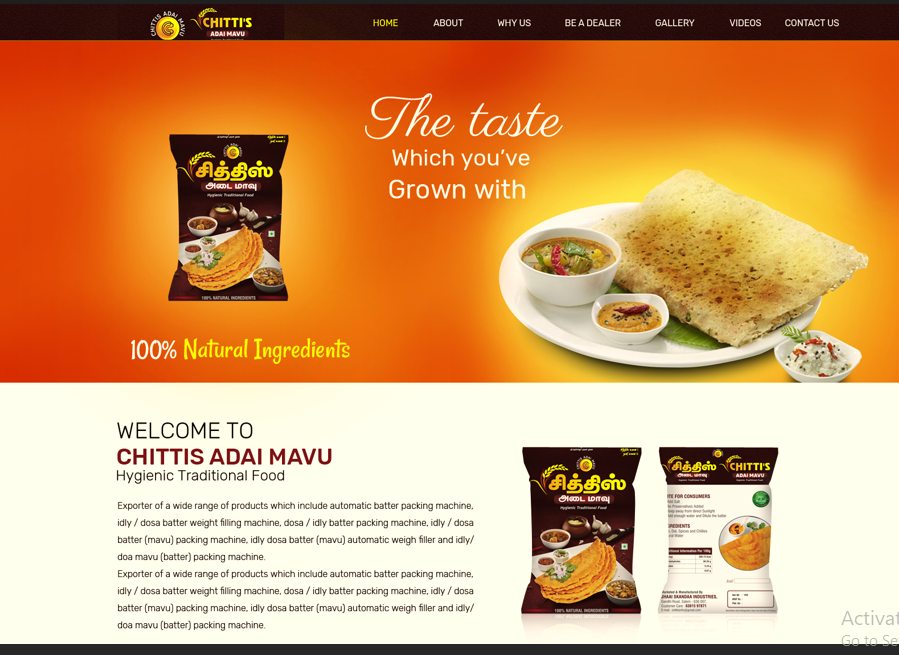 CHITTIS ADAI MAVU
CHITTI'S
ADAI MAVU
HOME
ABOUT
WHY US
BE A DEALER
GALLERY
VIDEOS
CONTACT US
The taste
Which you've
Grown with
சித்திஸ்
அடை மாவு
Hygienic Traditional Food
100% NATURAL INGREDIENTS
100% Natural Ingredients
WELCOME TO
CHITTIS ADAI MAVU
Hygienic Traditional Food
Exporter of a wide range of products which include automatic batter packing machine,
idly / dosa batter weight filling machine, dosa / idly batter packing machine, idly / dosa
batter (mavu) packing machine, idly dosa batter (mavu) automatic weigh filler and idly/
doa mavu (batter) packing machine.
Exporter of a wide range of products which include automatic batter packing machine,
idly / dosa batter weight filling machine, dosa / idly batter packing machine, idly / dosa
batter (mavu) packing machine, idly dosa batter (mavu) automatic weigh filler and idly/
doa mavu (batter) packing machine.
சித்திஸ்
அடை மாவு
Hygienic Traditional Food
100% NATURAL INGREDIENTS
சித்திஸ்
அடை மாவு
CHITTI'S
ADAI MAVU
FOR CONSUMERS
Activat
Go to Se